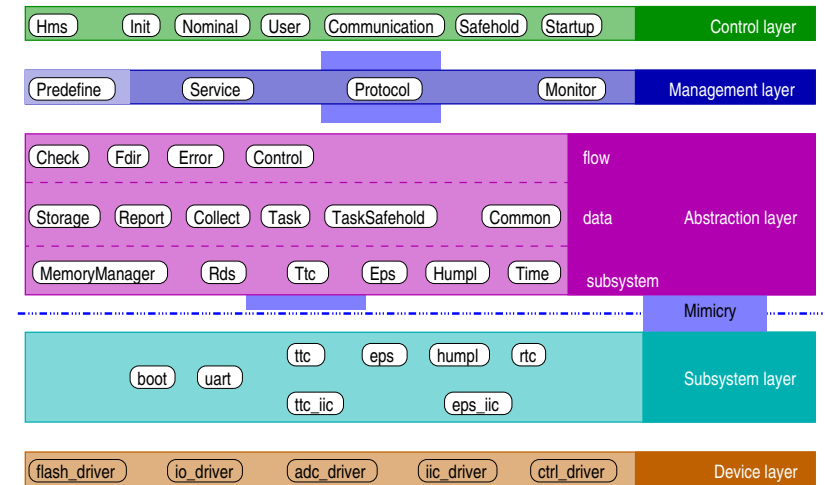 Hms Init Nominal User Communication Safehold Startup Control layer
Predefine Service Protocol Monitor Management layer
Check Fdir Error Control flow
Storage Report Collect Task TaskSafehold Common data Abstraction layer
MemoryManager Rds Ttc Eps Humpl Time subsystem
Mimicry
ttc eps humpl rtc
boot uart Subsystem layer
ttc_iic eps_iic
flash_driver io_driver adc_driver iic_driver ctrl_driver Device layer